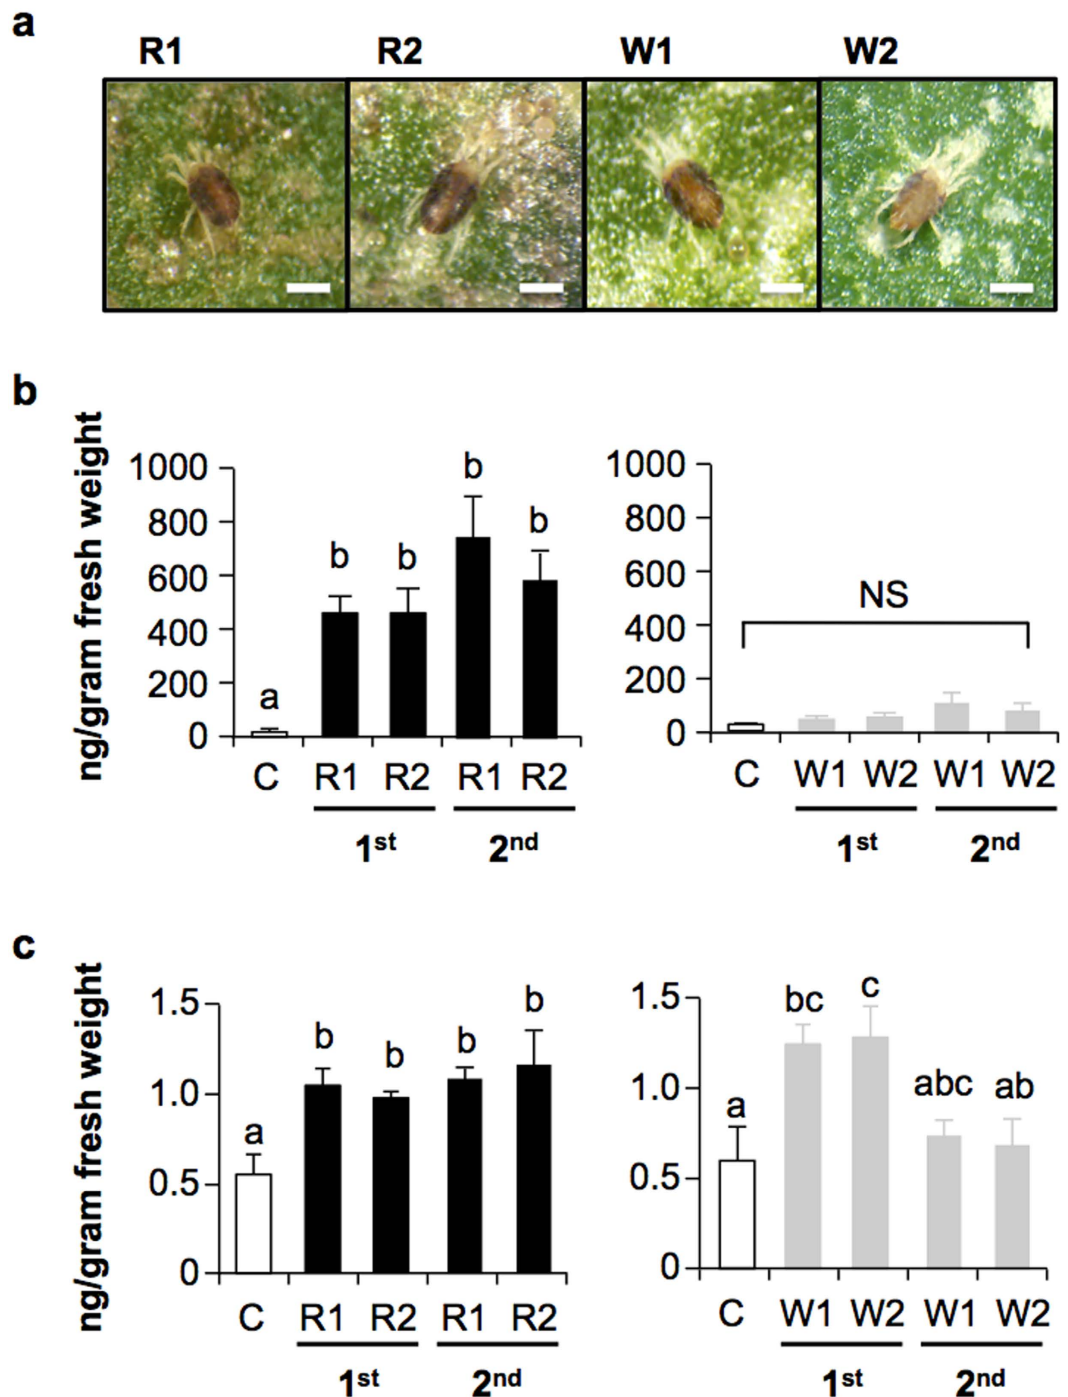 a
R1 R2 W1 W2
b
ng/gram fresh weight
1000
800
600
400
200
0
a b b b b
C R1 R2 R1 R2
1st 2nd
1000
800
600
400
200
0
NS
C W1 W2 W1 W2
1st 2nd
c
ng/gram fresh weight
1.5
1.0
0.5
0
a b b b b
C R1 R2 R1 R2
1st 2nd
1.5
1.0
0.5
0
a bc c abc ab
C W1 W2 W1 W2
1st 2nd